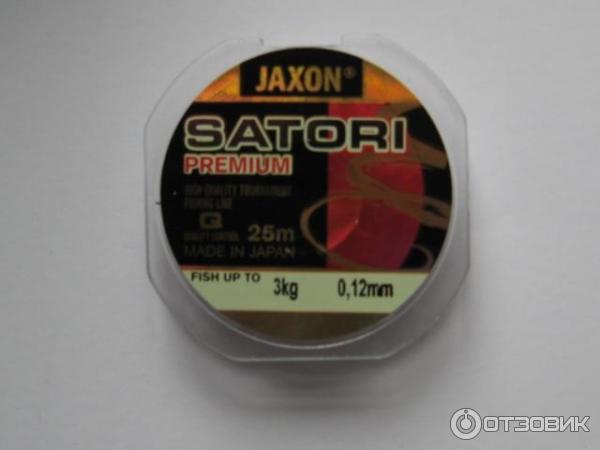 JAXON®
SATORI
PREMIUM
HIGH QUALITY TOURNAMENT
FISHING LINE
Q
QUALITY CONTROL 25m
MADE IN JAPAN
FISH UP TO 3kg 0,12mm
ОТЗОВИК